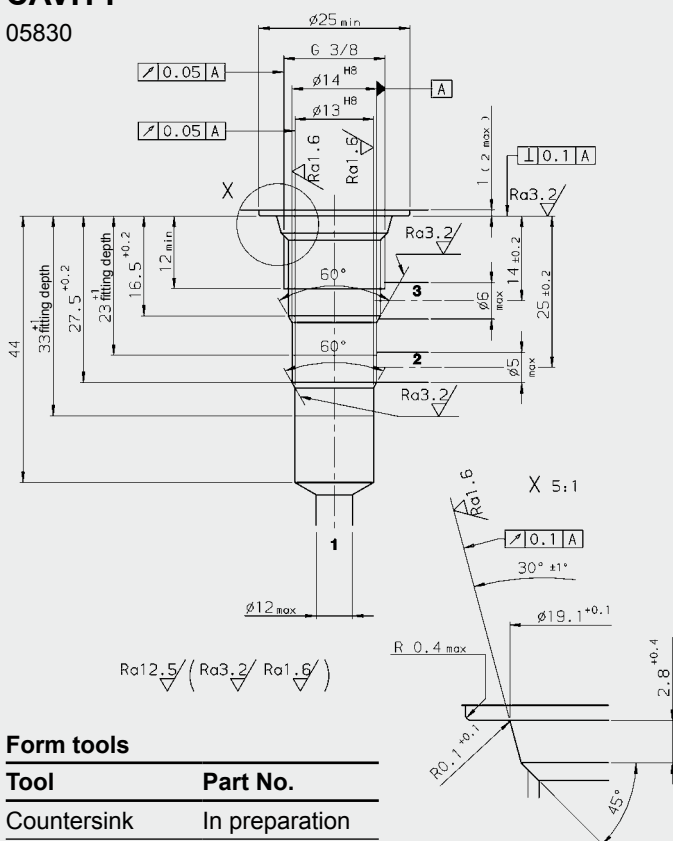 05830
⌀25 min
G 3/8
⌀14 H8
⌀13 H8
↗ 0.05 A
↗ 0.05 A
A
Ra1.6
Ra1.6
1 ( 2 max )
⊥ 0.1 A
Ra3.2
X
Ra3.2
60°
60°
3
2
1
44
33 +1 fitting depth
27.5 +0.2
23 +1 fitting depth
16.5 +0.2
12 min
⌀6 max
14 ±0.2
25 ±0.2
⌀5 max
Ra3.2
⌀12 max
Ra12.5 ( Ra3.2 Ra1.6 )
X 5:1
Ra1.6
↗ 0.1 A
30° ±1°
⌀19.1 +0.1
R 0.4 max
R0.1 +0.1
2.8 +0.4
45°
Form tools
Tool Part No.
Countersink In preparation